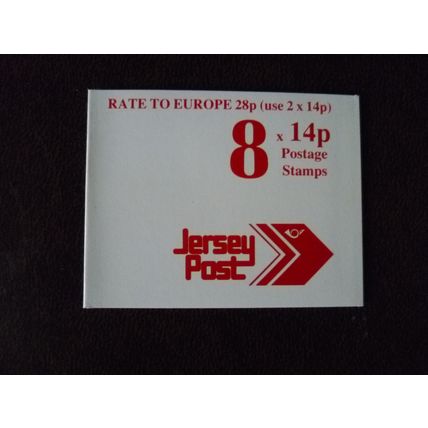 RATE TO EUROPE 28p (use 2 x 14p)
8 x 14p
Postage
Stamps
Jersey
Post